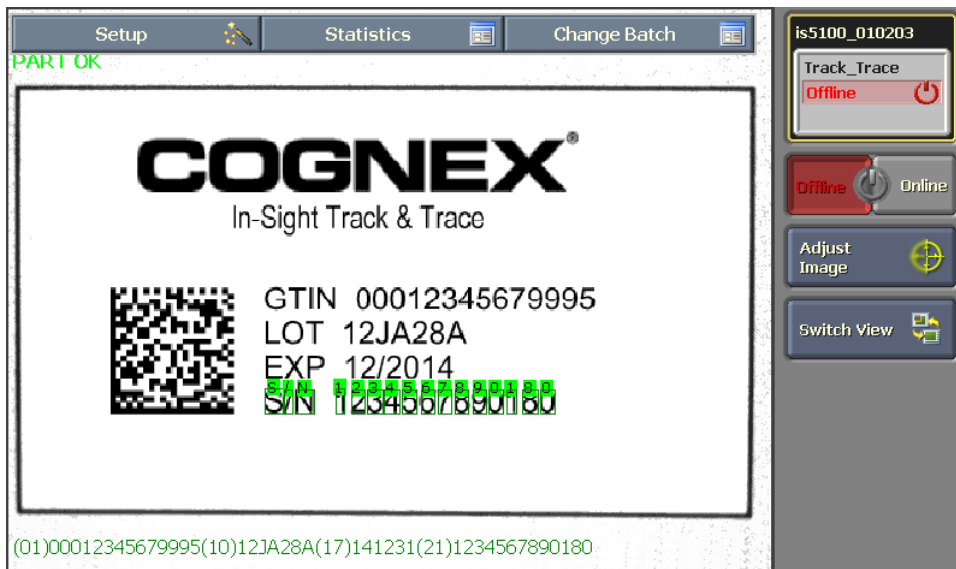 Setup
Statistics
Change Batch
PART OK
COGNEX®
In-Sight Track & Trace
GTIN 00012345679995
LOT 12JA28A
EXP 12/2014
S/N 1234567890180
S/N 1234567890180
(01)00012345679995(10)12JA28A(17)141231(21)1234567890180
is5100_010203
Track_Trace
Offline
Offline Online
Adjust
Image
Switch View